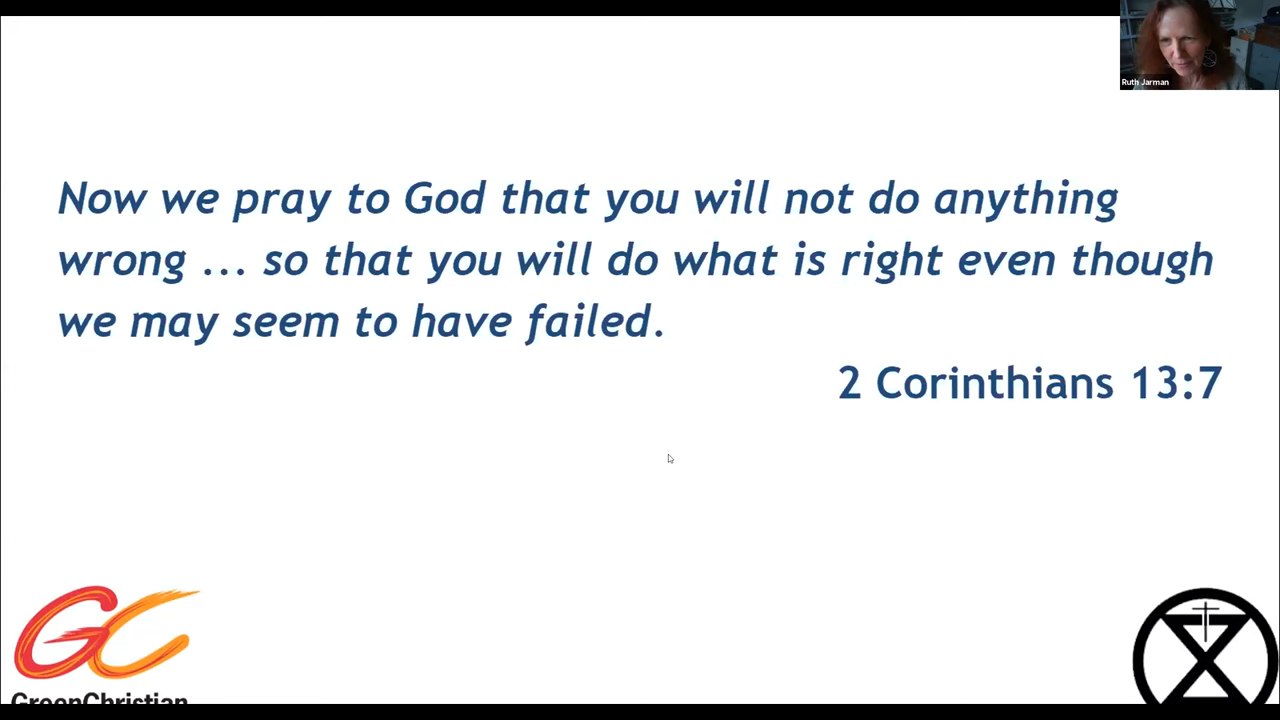 Ruth Jarman
Now we pray to God that you will not do anything
wrong ... so that you will do what is right even though
we may seem to have failed.
2 Corinthians 13:7
GC
GreenChristian